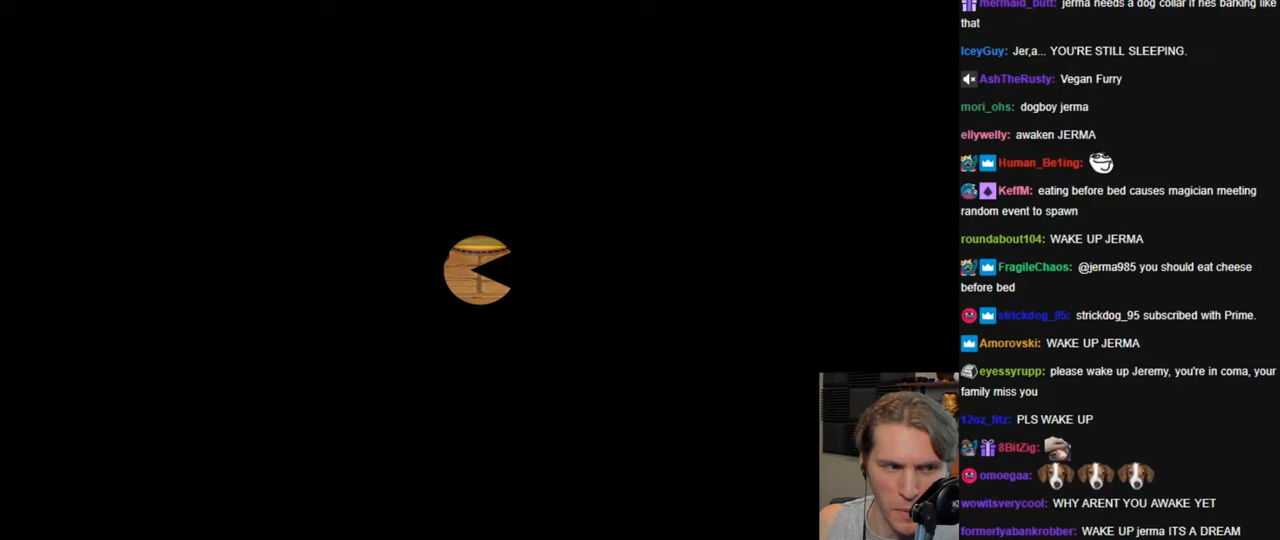 mermaid_butt: jerma needs a dog collar if hes barking like
that
IceyGuy: Jer,a... YOU'RE STILL SLEEPING.
AshTheRusty: Vegan Furry
mori_ohs: dogboy jerma
ellywelly: awaken JERMA
Human_Be1ing:
KeffM: eating before bed causes magician meeting
random event to spawn
roundabout104: WAKE UP JERMA
FragileChaos: @jerma985 you should eat cheese
before bed
strickdog_95: strickdog_95 subscribed with Prime.
Amorovski: WAKE UP JERMA
eyessyrupp: please wake up Jeremy, you're in coma, your
family miss you
PLS WAKE UP
8BitZig:
omoegaa:
wowitsverycool: WHY ARENT YOU AWAKE YET
formerlyabankrobber: WAKE UP jerma ITS A DREAM